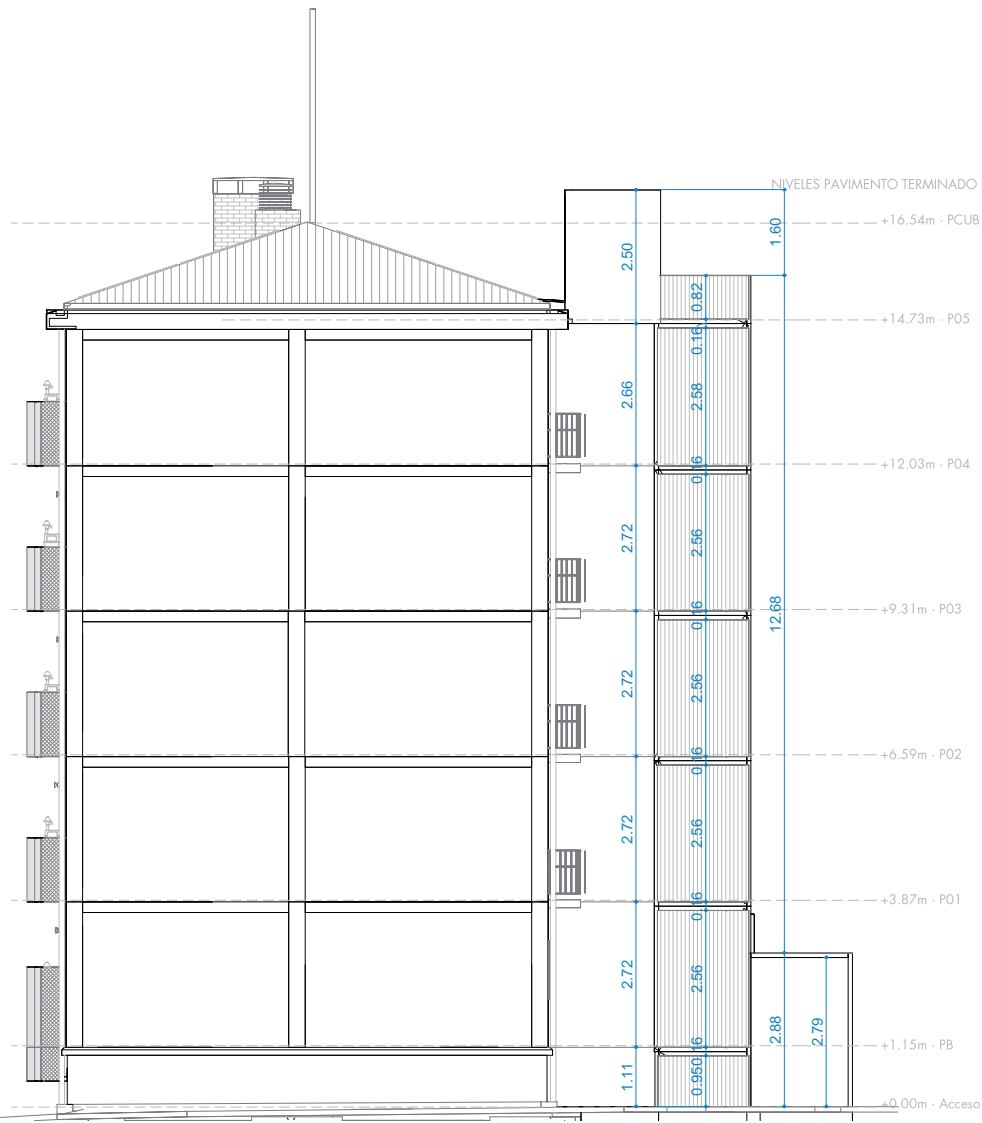 NIVELES PAVIMENTO TERMINADO
+16.54m · PCUB
1.60
2.50
0.82
+14.73m · P05
0.16
2.66
2.58
+12.03m · P04
0.16
2.72
2.56
12.68
+9.31m · P03
0.16
2.72
2.56
+6.59m · P02
0.16
2.72
2.56
+3.87m · P01
0.16
2.72
2.56
2.88
2.79
+1.15m · PB
0.16
1.11
0.95
+0.00m · Acceso